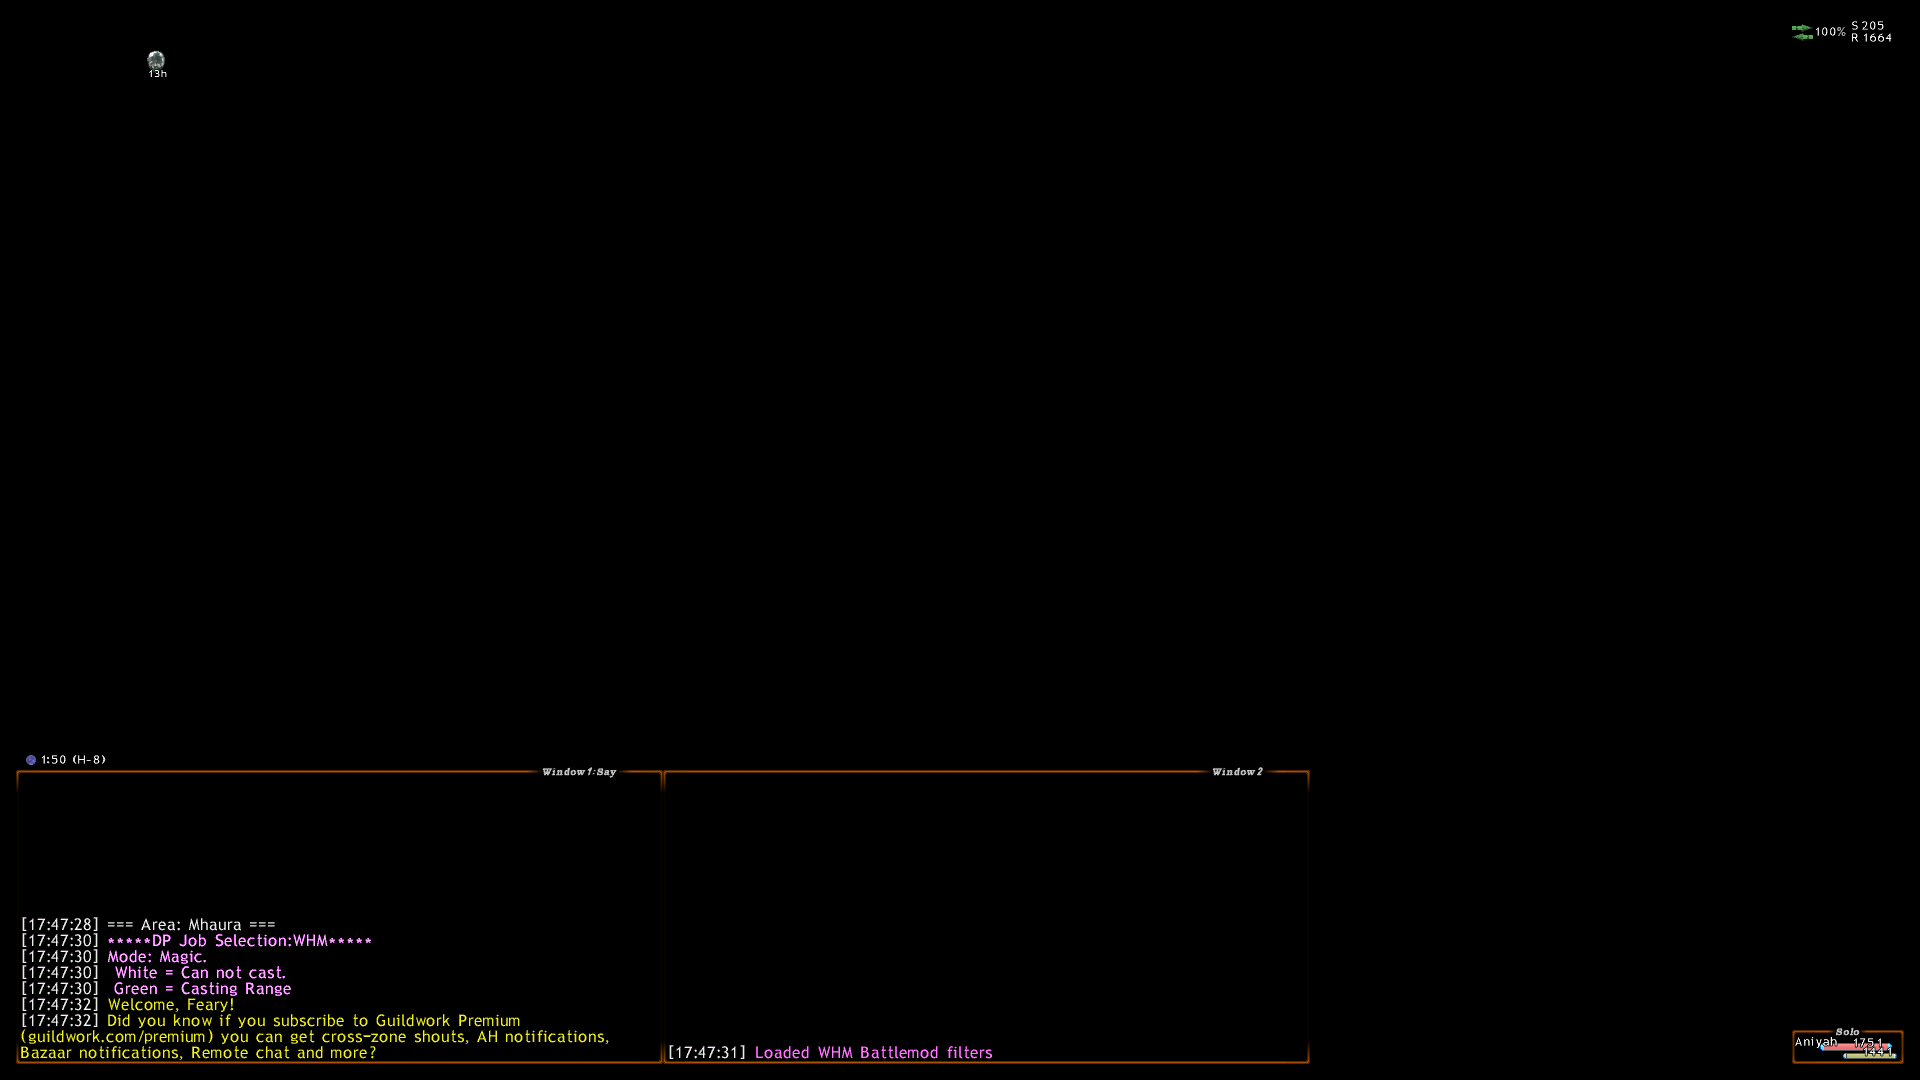 S 205
100%
R 1664
13h
1:50 (H-8)
Window 1: Say
Window 2
[17:47:28] === Area: Mhaura ===
[17:47:30] *****DP Job Selection:WHM*****
[17:47:30] Mode: Magic.
[17:47:30] White = Can not cast.
[17:47:30] Green = Casting Range
[17:47:32] Welcome, Feary!
[17:47:32] Did you know if you subscribe to Guildwork Premium
(guildwork.com/premium) you can get cross-zone shouts, AH notifications,
Bazaar notifications, Remote chat and more?
[17:47:31] Loaded WHM Battlemod filters
Solo
Aniyah 1751
1441